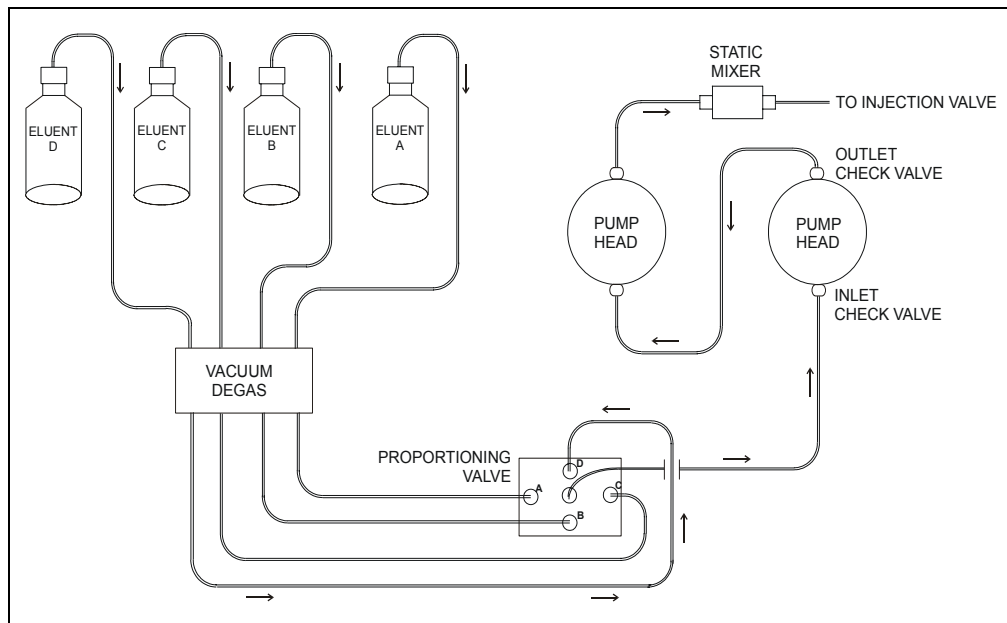 STATIC
MIXER
TO INJECTION VALVE
ELUENT
D
ELUENT
C
ELUENT
B
ELUENT
A
OUTLET
CHECK VALVE
PUMP
HEAD
PUMP
HEAD
INLET
CHECK VALVE
VACUUM
DEGAS
PROPORTIONING
VALVE
D
A
C
B